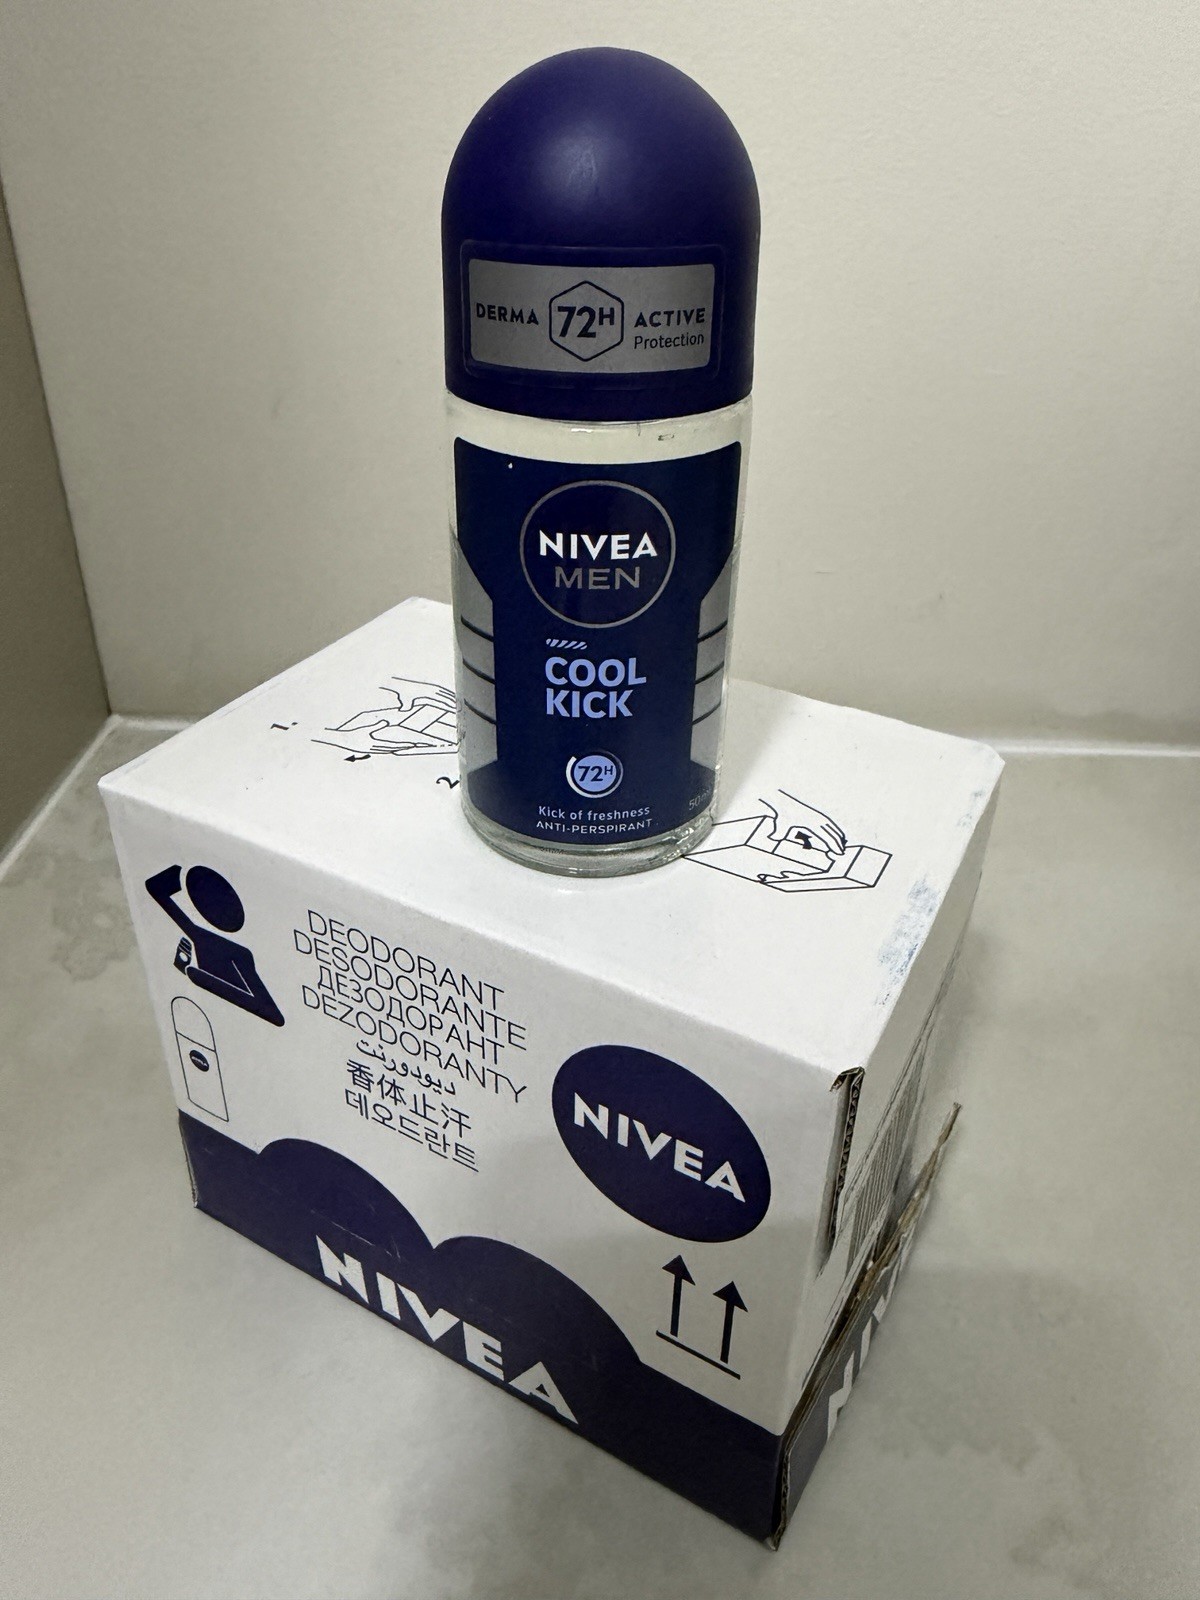 DERMA 72H ACTIVE
Protection
NIVEA
MEN
COOL
KICK
72H
Kick of freshness
ANTI-PERSPIRANT
1.
2
DEODORANT
DESODORANTE
ДЕЗОДОРАНТ
DEZODORANTY
ديودورنت
香体止汗
데오드란트
NIVEA
NIVEA